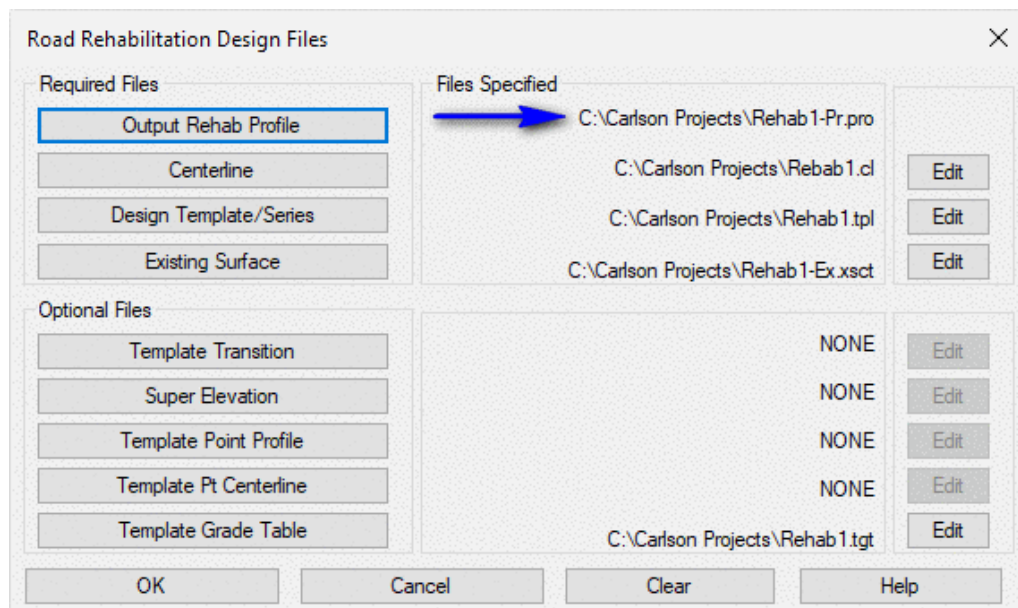 Road Rehabilitation Design Files
Required Files
Files Specified
Output Rehab Profile
C:\Carlson Projects\Rehab1-Pr.pro
Centerline
C:\Carlson Projects\Rebab1.cl
Edit
Design Template/Series
C:\Carlson Projects\Rehab1.tpl
Edit
Existing Surface
C:\Carlson Projects\Rehab1-Ex.xsct
Edit
Optional Files
Template Transition
NONE
Edit
Super Elevation
NONE
Edit
Template Point Profile
NONE
Edit
Template Pt Centerline
NONE
Edit
Template Grade Table
C:\Carlson Projects\Rehab1.tgt
Edit
OK
Cancel
Clear
Help